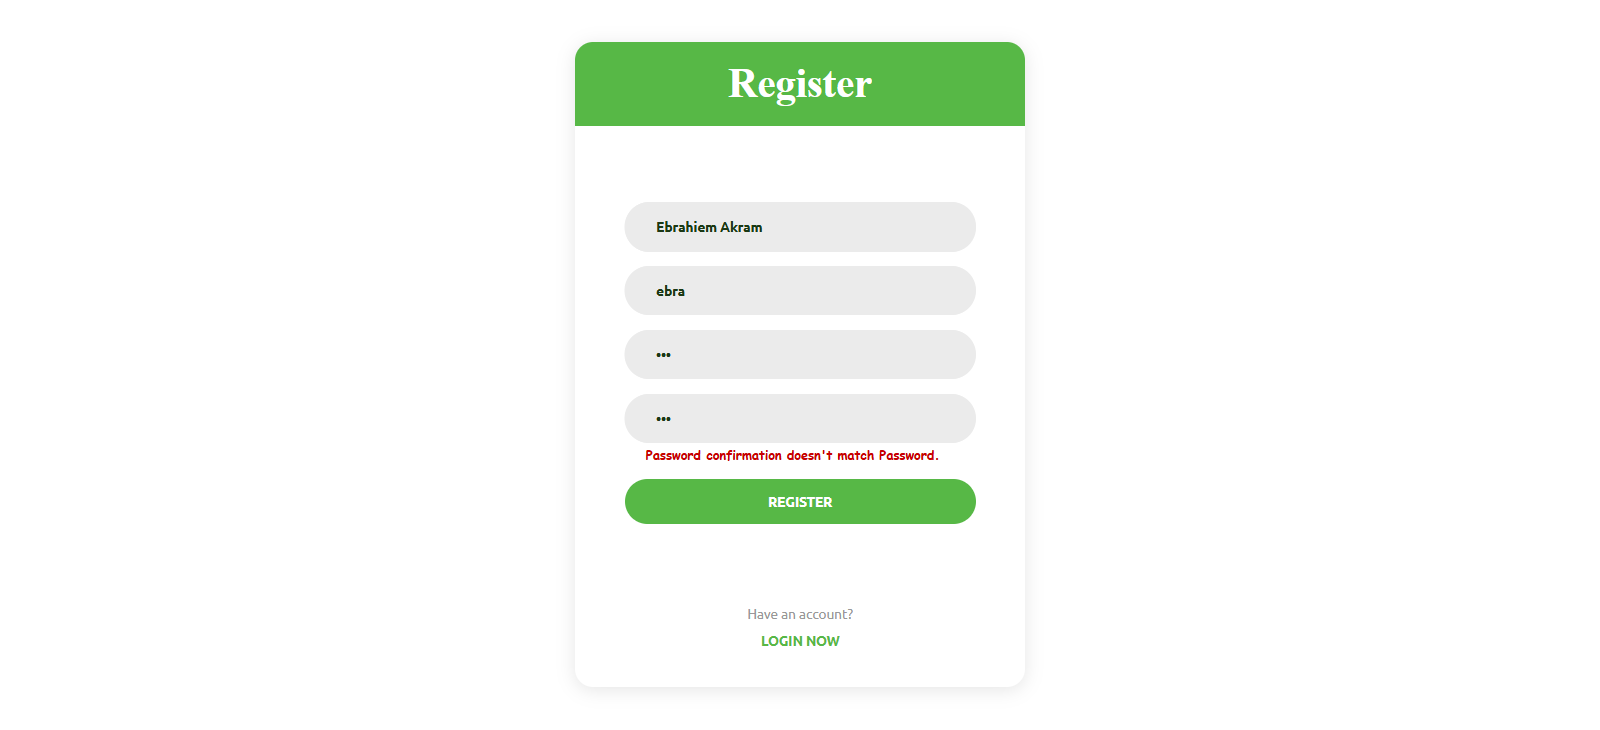 Register
Ebrahiem Akram
ebra
•••
•••
Password confirmation doesn't match Password.
REGISTER
Have an account?
LOGIN NOW